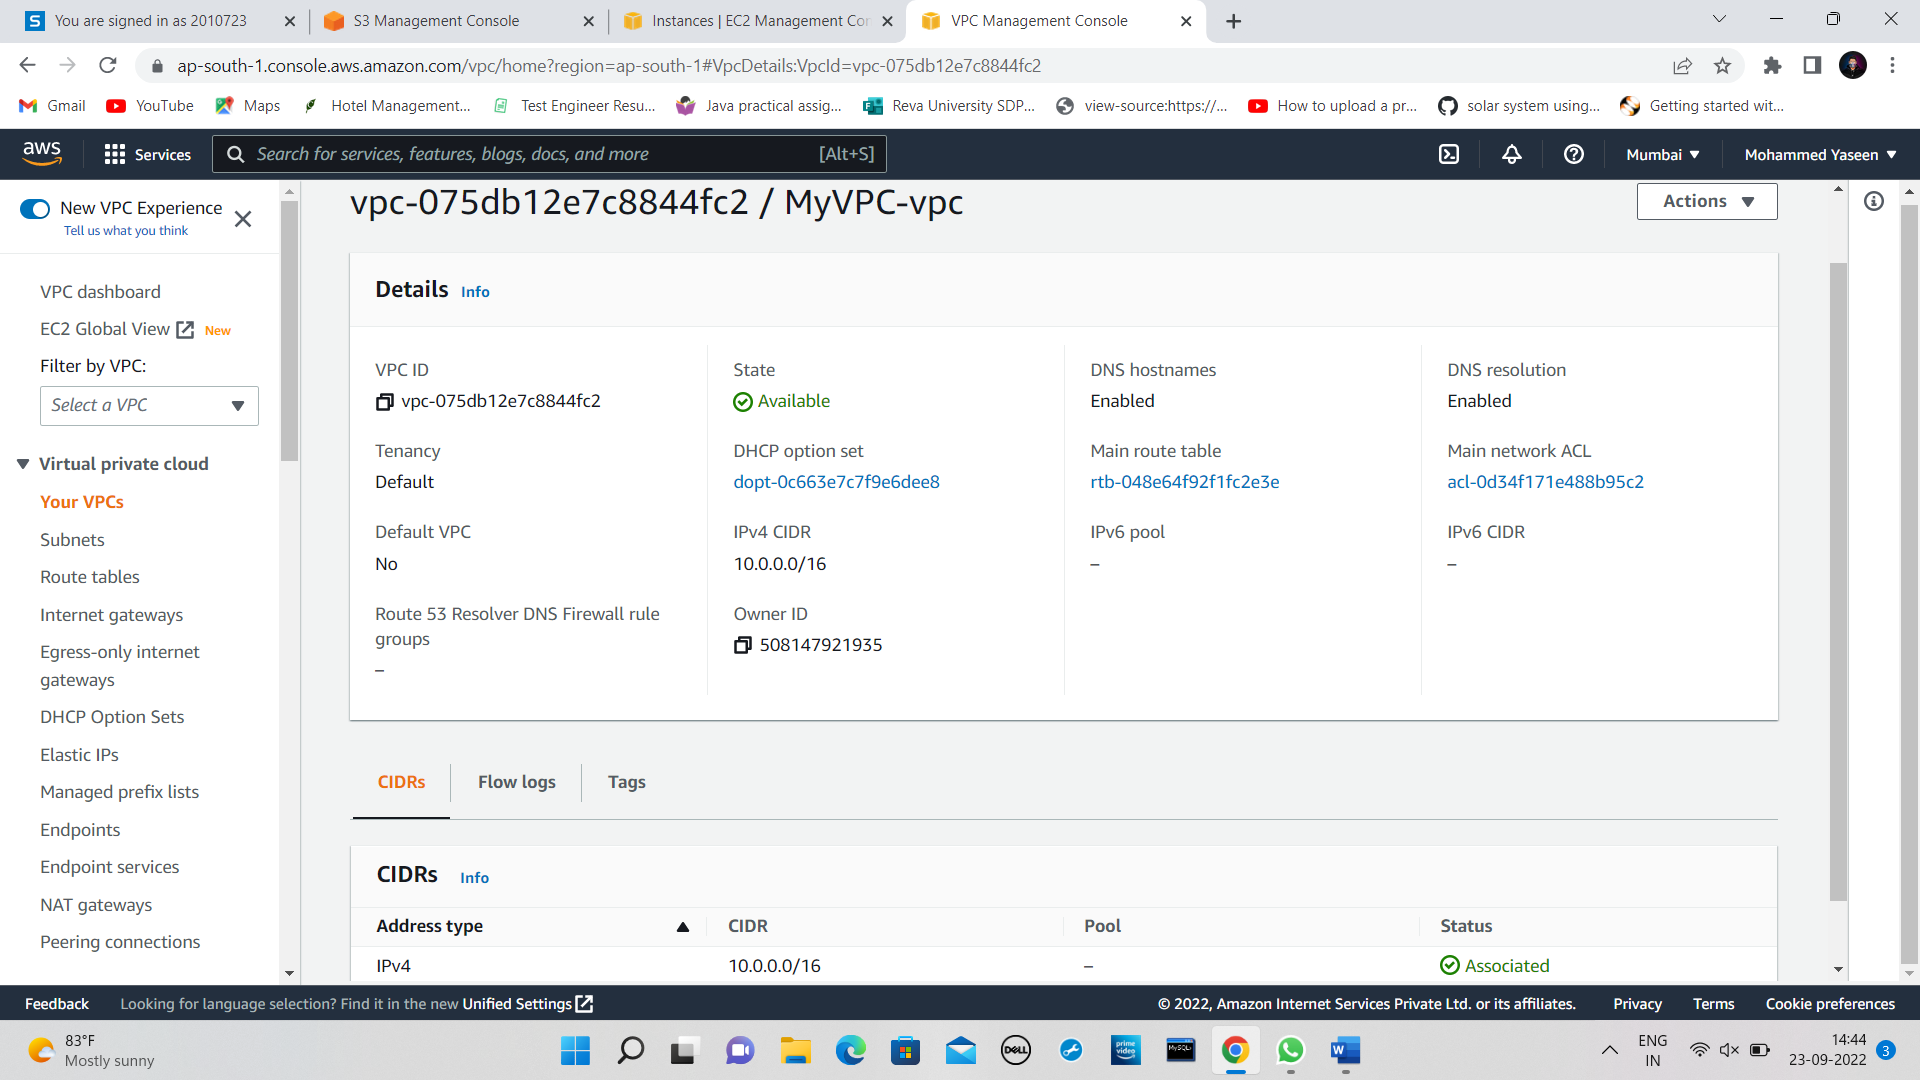 You are signed in as 2010723
S3 Management Console
Instances | EC2 Management Con
VPC Management Console
ap-south-1.console.aws.amazon.com/vpc/home?region=ap-south-1#VpcDetails:VpcId=vpc-075db12e7c8844fc2
Gmail
YouTube
Maps
Hotel Management...
Test Engineer Resu...
Java practical assig...
Reva University SDP...
view-source:https://...
How to upload a pr...
solar system using...
Getting started wit...
aws
Services
Search for services, features, blogs, docs, and more
[Alt+S]
Mumbai
Mohammed Yaseen
New VPC Experience
Tell us what you think
VPC dashboard
EC2 Global View New
Filter by VPC:
Select a VPC
Virtual private cloud
Your VPCs
Subnets
Route tables
Internet gateways
Egress-only internet
gateways
DHCP Option Sets
Elastic IPs
Managed prefix lists
Endpoints
Endpoint services
NAT gateways
Peering connections
vpc-075db12e7c8844fc2 / MyVPC-vpc
Actions
Details Info
VPC ID
vpc-075db12e7c8844fc2
State
Available
DNS hostnames
Enabled
DNS resolution
Enabled
Tenancy
Default
DHCP option set
dopt-0c663e7c7f9e6dee8
Main route table
rtb-048e64f92f1fc2e3e
Main network ACL
acl-0d34f171e488b95c2
Default VPC
No
IPv4 CIDR
10.0.0.0/16
IPv6 pool
–
IPv6 CIDR
–
Route 53 Resolver DNS Firewall rule
groups
–
Owner ID
508147921935
CIDRs
Flow logs
Tags
CIDRs Info
Address type
CIDR
Pool
Status
IPv4
10.0.0.0/16
–
Associated
Feedback
Looking for language selection? Find it in the new Unified Settings
© 2022, Amazon Internet Services Private Ltd. or its affiliates.
Privacy
Terms
Cookie preferences
83°F
Mostly sunny
DELL
prime
video
MySQL
W
ENG
IN
14:44
23-09-2022
3